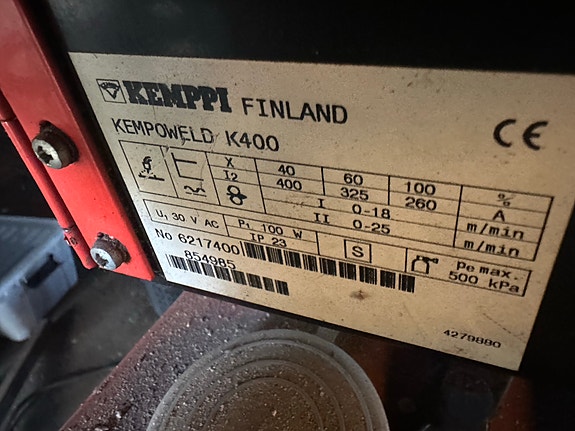 KEMPPI FINLAND
KEMPOWELD K400
CE
X 40 60 100 %
I2 400 325 260 A
I 0-18 m/min
II 0-25 m/min
U₁ 30 V AC P₁ 100 W S Pe max.
IP 23 500 kPa
No 6217400
854985
4279890